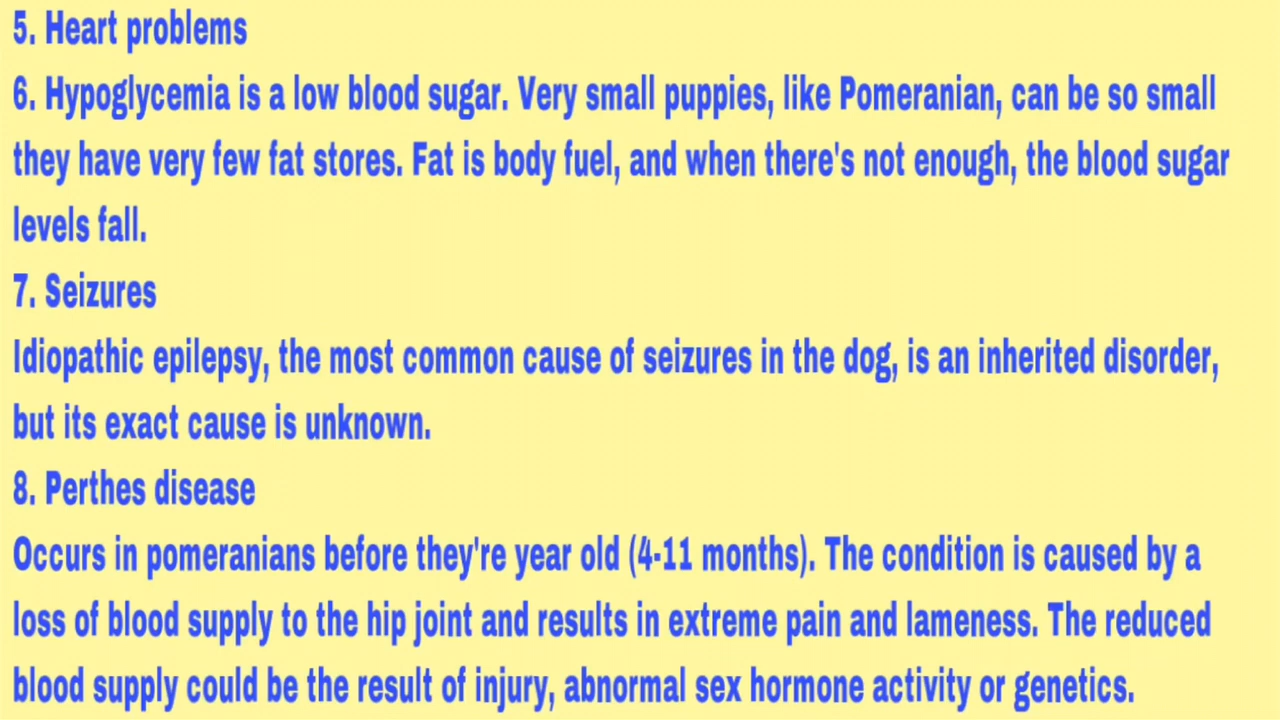 5. Heart problems
6. Hypoglycemia is a low blood sugar. Very small puppies, like Pomeranian, can be so small
they have very few fat stores. Fat is body fuel, and when there's not enough, the blood sugar
levels fall.
7. Seizures
Idiopathic epilepsy, the most common cause of seizures in the dog, is an inherited disorder,
but its exact cause is unknown.
8. Perthes disease
Occurs in pomeranians before they're year old (4-11 months). The condition is caused by a
loss of blood supply to the hip joint and results in extreme pain and lameness. The reduced
blood supply could be the result of injury, abnormal sex hormone activity or genetics.